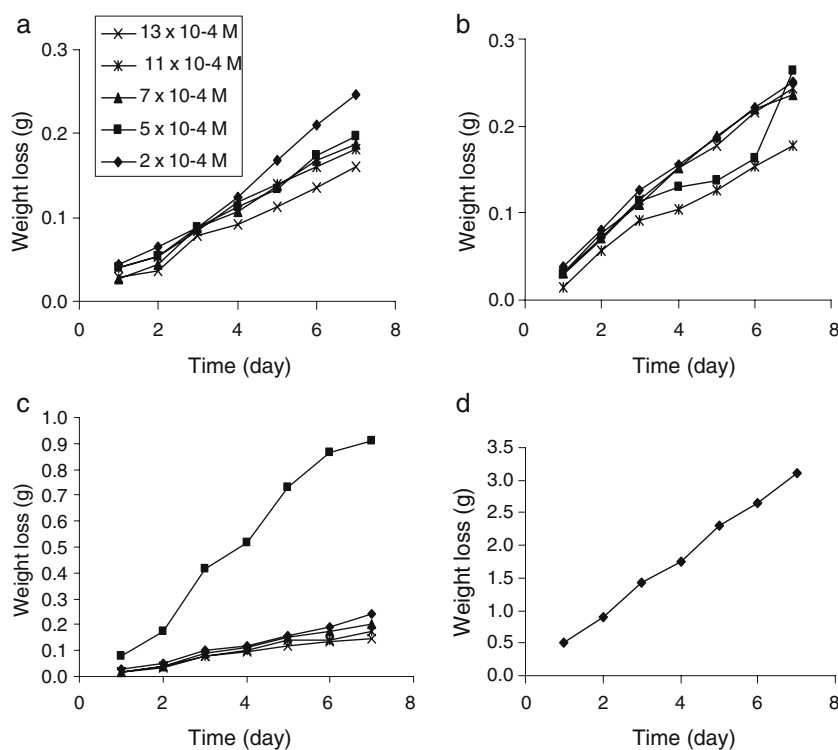 a
13 x 10-4 M
11 x 10-4 M
7 x 10-4 M
5 x 10-4 M
2 x 10-4 M
0.3
0.2
0.1
0.0
Weight loss (g)
0 2 4 6 8
Time (day)
b
0.3
0.2
0.1
0.0
Weight loss (g)
0 2 4 6 8
Time (day)
c
1.0
0.9
0.8
0.7
0.6
0.5
0.4
0.3
0.2
0.1
0.0
Weight loss (g)
0 2 4 6 8
Time (day)
d
3.5
3.0
2.5
2.0
1.5
1.0
0.5
0.0
Weight loss (g)
0 2 4 6 8
Time (day)